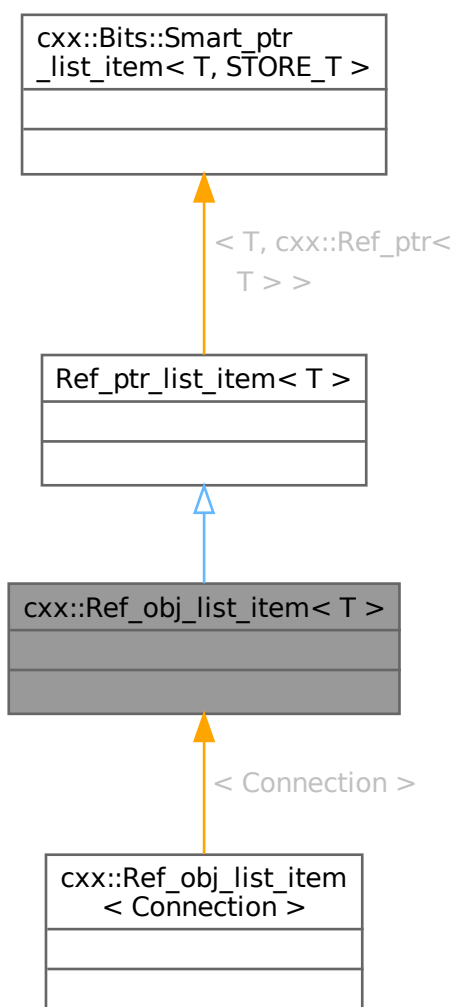 cxx::Bits::Smart_ptr
_list_item< T, STORE_T >
< T, cxx::Ref_ptr<
T > >
Ref_ptr_list_item< T >
cxx::Ref_obj_list_item< T >
< Connection >
cxx::Ref_obj_list_item
< Connection >